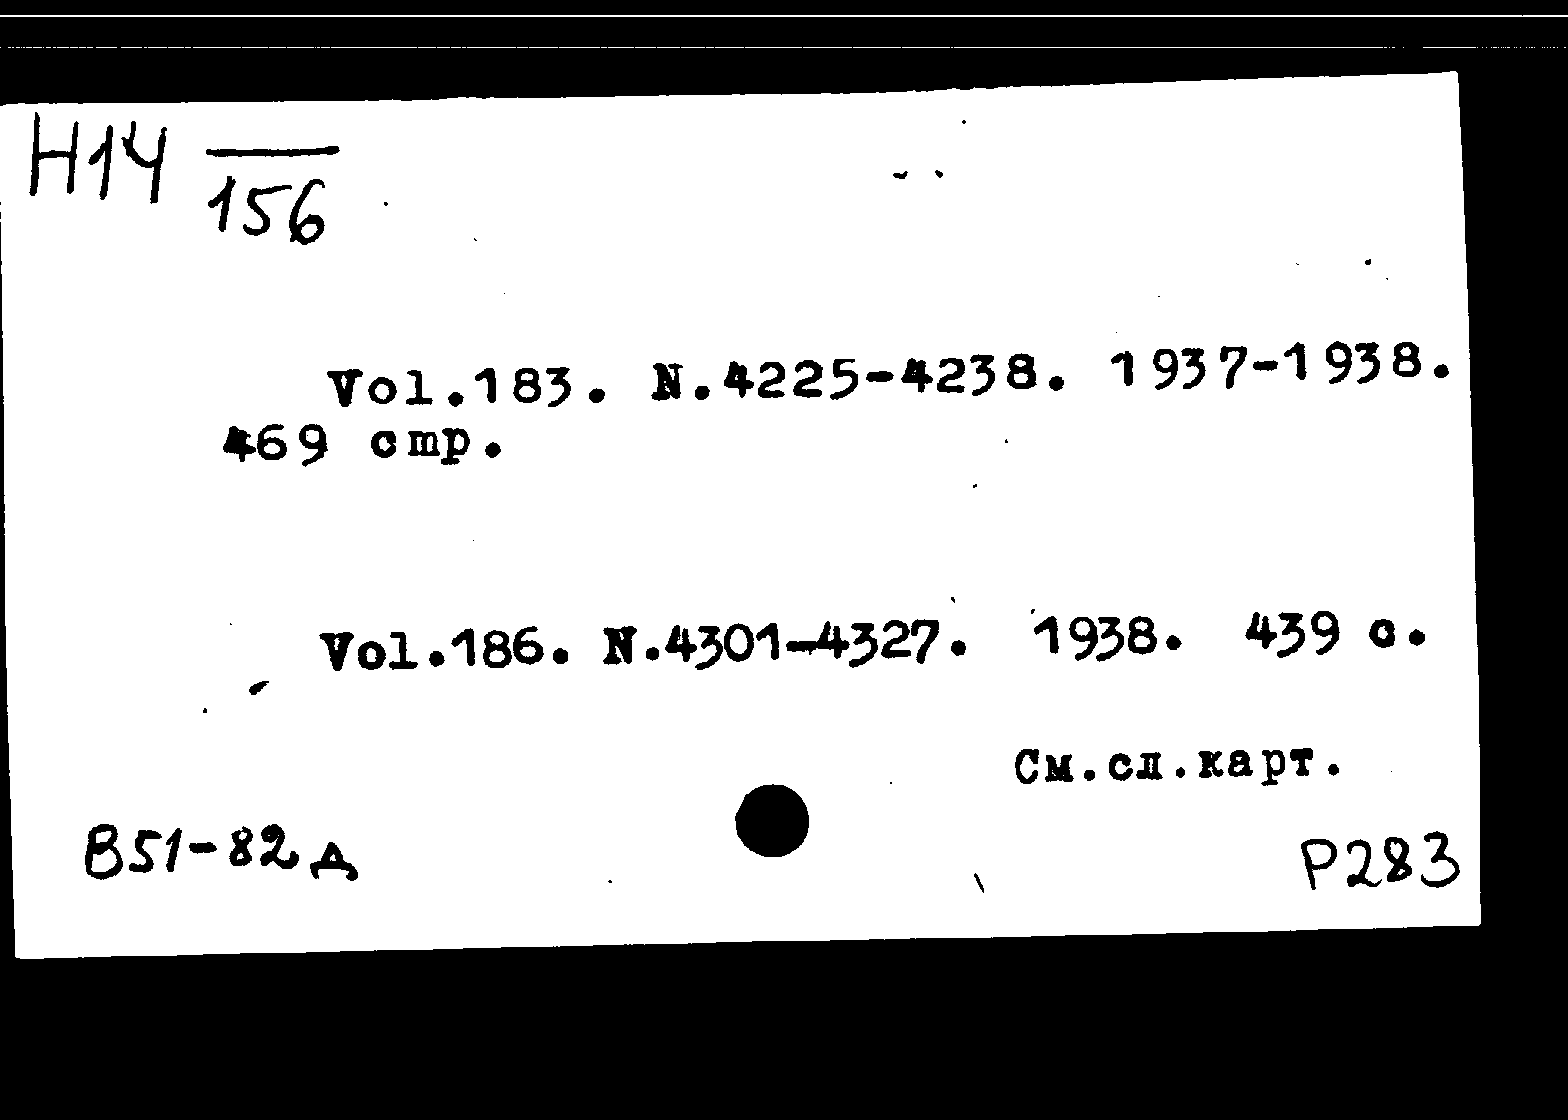 Н14 156
Vol.183. N.4225-4238. 1937-1938.
469 стр.
Vol.186. N.4301-4327. 1938. 439 с.
См.сл.карт.
В51-82д
Р283